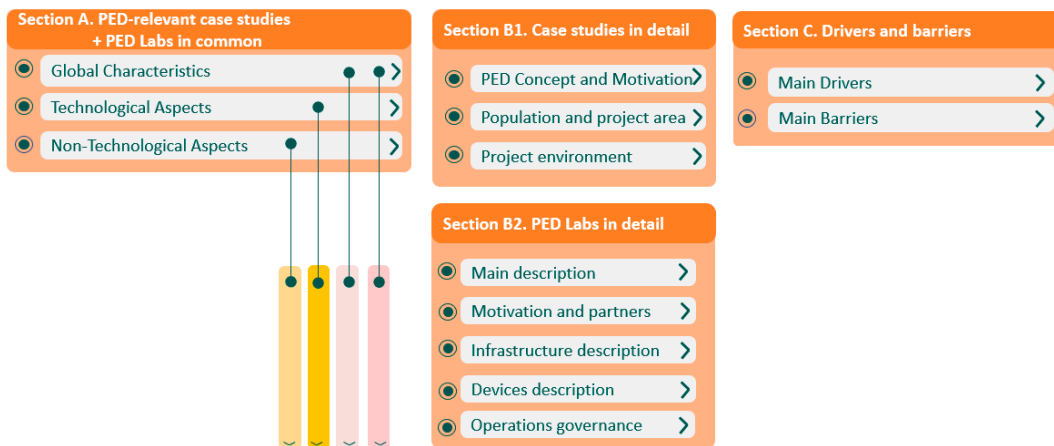 Section A. PED-relevant case studies
+ PED Labs in common
Global Characteristics
Technological Aspects
Non-Technological Aspects
Section B1. Case studies in detail
PED Concept and Motivation
Population and project area
Project environment
Section B2. PED Labs in detail
Main description
Motivation and partners
Infrastructure description
Devices description
Operations governance
Section C. Drivers and barriers
Main Drivers
Main Barriers